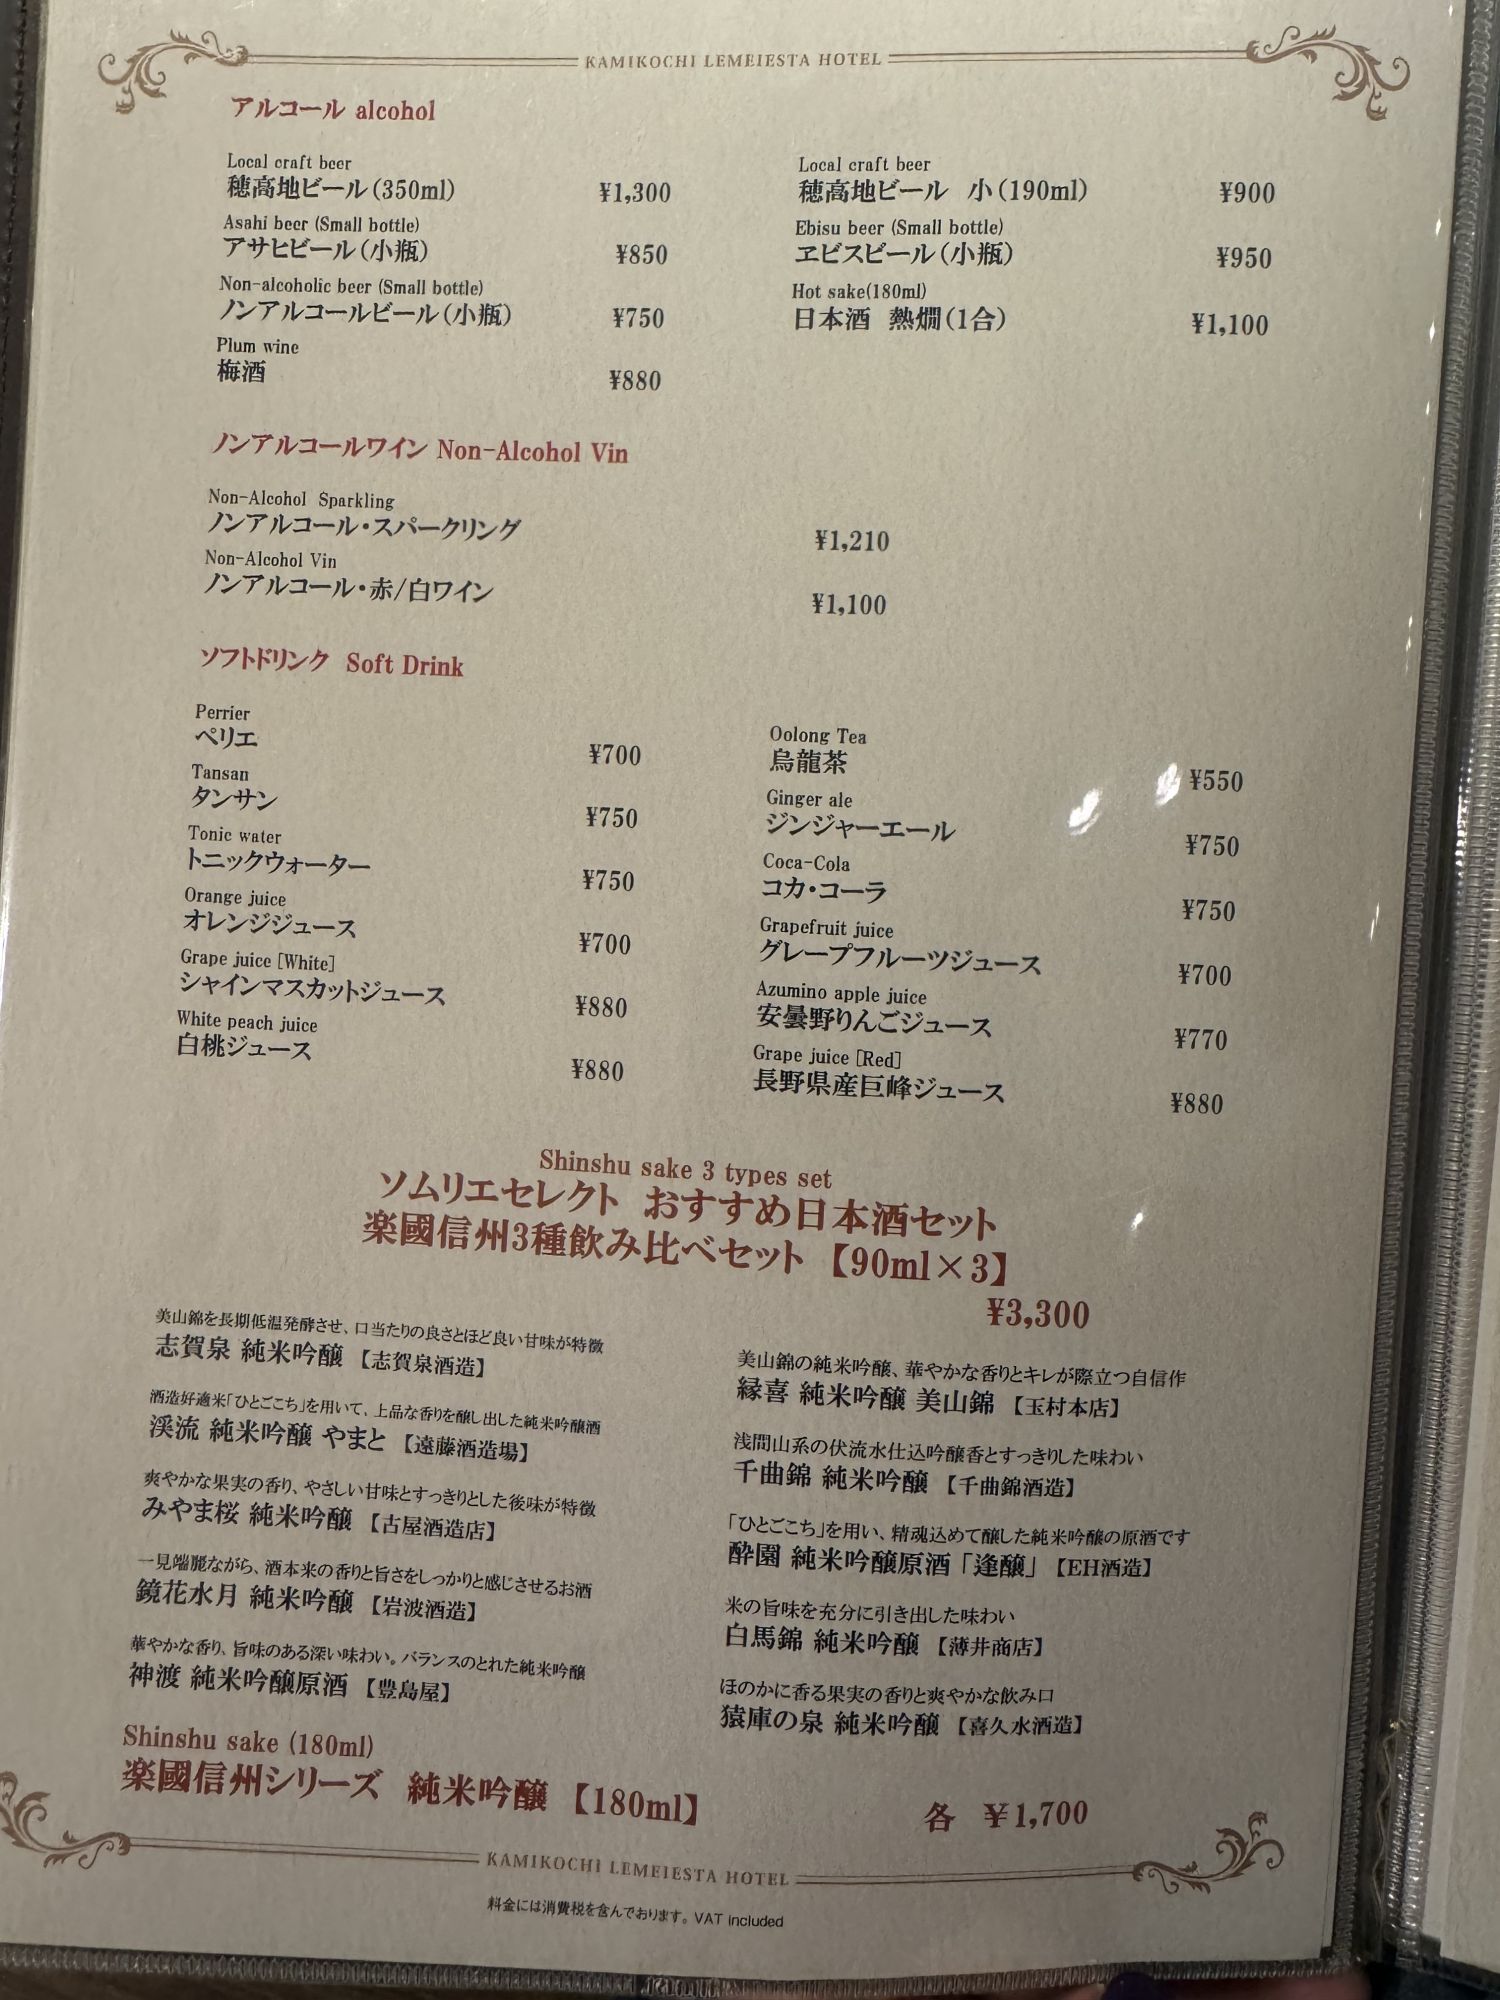 KAMIKOCHI LEMEIESTA HOTEL
アルコール alcohol
Local craft beer
穂高地ビール(350ml) ¥1,300
Local craft beer
穂高地ビール 小(190ml) ¥900
Asahi beer (Small bottle)
アサヒビール(小瓶) ¥850
Ebisu beer (Small bottle)
ヱビスビール(小瓶) ¥950
Non-alcoholic beer (Small bottle)
ノンアルコールビール(小瓶) ¥750
Hot sake(180ml)
日本酒 熱燗(1合) ¥1,100
Plum wine
梅酒 ¥880
ノンアルコールワイン Non-Alcohol Vin
Non-Alcohol Sparkling
ノンアルコール・スパークリング ¥1,210
Non-Alcohol Vin
ノンアルコール・赤/白ワイン ¥1,100
ソフトドリンク Soft Drink
Perrier
ペリエ ¥700
Tansan
タンサン ¥750
Tonic water
トニックウォーター ¥750
Orange juice
オレンジジュース ¥700
Grape juice [White]
シャインマスカットジュース ¥880
White peach juice
白桃ジュース ¥880
Oolong Tea
烏龍茶 ¥550
Ginger ale
ジンジャーエール ¥750
Coca-Cola
コカ・コーラ ¥750
Grapefruit juice
グレープフルーツジュース ¥700
Azumino apple juice
安曇野りんごジュース ¥770
Grape juice [Red]
長野県産巨峰ジュース ¥880
Shinshu sake 3 types set
ソムリエセレクト おすすめ日本酒セット
楽國信州3種飲み比べセット【90ml×3】
¥3,300
美山錦を長期低温発酵させ、口当たりの良さとほど良い甘味が特徴
志賀泉 純米吟醸 【志賀泉酒造】
酒造好適米「ひとごこち」を用いて、上品な香りを醸し出した純米吟醸酒
渓流 純米吟醸 やまと 【遠藤酒造場】
爽やかな果実の香り、やさしい甘味とすっきりとした後味が特徴
みやま桜 純米吟醸 【古屋酒造店】
一見端麗ながら、酒本来の香りと旨さをしっかりと感じさせるお酒
鏡花水月 純米吟醸 【岩波酒造】
華やかな香り、旨味のある深い味わい。バランスのとれた純米吟醸
神渡 純米吟醸原酒 【豊島屋】
美山錦の純米吟醸、華やかな香りとキレが際立つ自信作
縁喜 純米吟醸 美山錦 【玉村本店】
浅間山系の伏流水仕込吟醸香とすっきりした味わい
千曲錦 純米吟醸 【千曲錦酒造】
「ひとごこち」を用い、精魂込めて醸した純米吟醸の原酒です
酔園 純米吟醸原酒「逢醸」【EH酒造】
米の旨味を充分に引き出した味わい
白馬錦 純米吟醸 【薄井商店】
ほのかに香る果実の香りと爽やかな飲み口
猿庫の泉 純米吟醸 【喜久水酒造】
Shinshu sake (180ml)
楽國信州シリーズ 純米吟醸 【180ml】 各 ¥1,700
KAMIKOCHI LEMEIESTA HOTEL
料金には消費税を含んでおります。VAT included